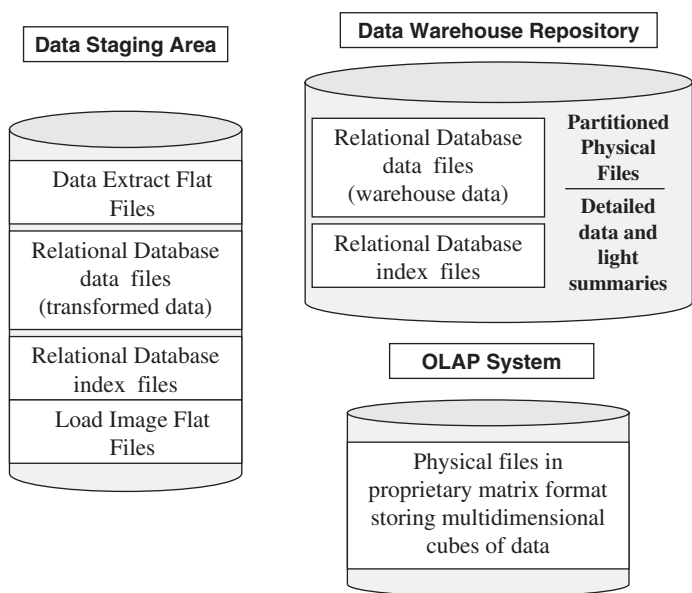 Data Staging Area
Data Extract Flat
Files
Relational Database
data files
(transformed data)
Relational Database
index files
Load Image Flat
Files
Data Warehouse Repository
Relational Database
data files
(warehouse data)
Relational Database
index files
Partitioned
Physical
Files
Detailed
data and
light
summaries
OLAP System
Physical files in
proprietary matrix format
storing multidimensional
cubes of data